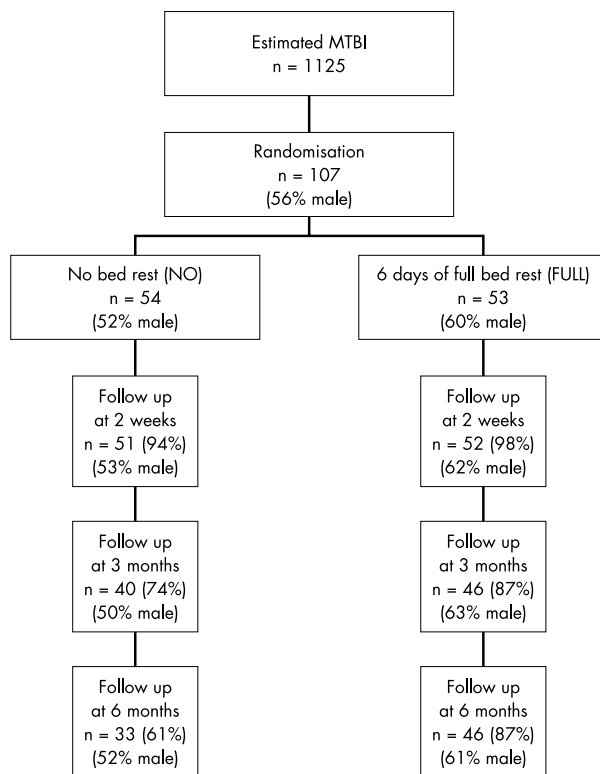 Estimated MTBI
n = 1125
Randomisation
n = 107
(56% male)
No bed rest (NO)
n = 54
(52% male)
6 days of full bed rest (FULL)
n = 53
(60% male)
Follow up
at 2 weeks
n = 51 (94%)
(53% male)
Follow up
at 2 weeks
n = 52 (98%)
(62% male)
Follow up
at 3 months
n = 40 (74%)
(50% male)
Follow up
at 3 months
n = 46 (87%)
(63% male)
Follow up
at 6 months
n = 33 (61%)
(52% male)
Follow up
at 6 months
n = 46 (87%)
(61% male)